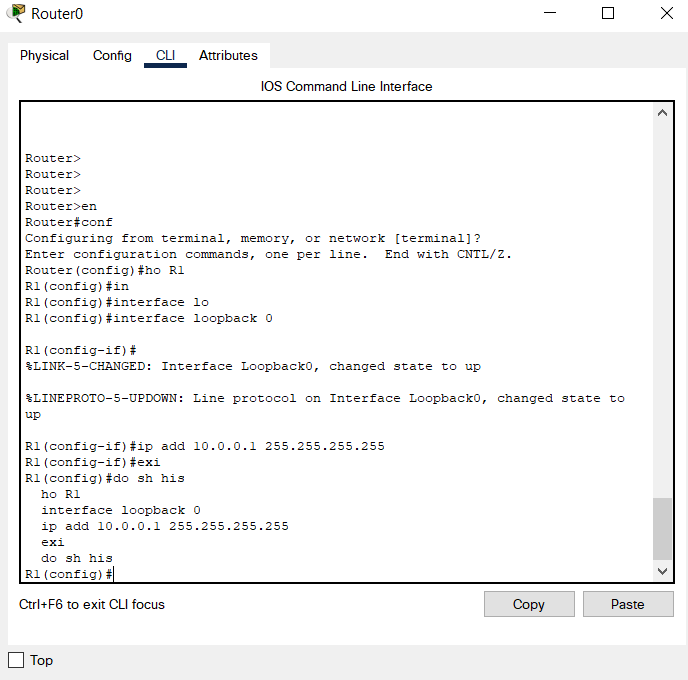 Router0
Physical Config CLI Attributes
IOS Command Line Interface
Router>
Router>
Router>
Router>en
Router#conf
Configuring from terminal, memory, or network [terminal]?
Enter configuration commands, one per line.  End with CNTL/Z.
Router(config)#ho R1
R1(config)#in
R1(config)#interface lo
R1(config)#interface loopback 0
R1(config-if)#
%LINK-5-CHANGED: Interface Loopback0, changed state to up
%LINEPROTO-5-UPDOWN: Line protocol on Interface Loopback0, changed state to
up
R1(config-if)#ip add 10.0.0.1 255.255.255.255
R1(config-if)#exi
R1(config)#do sh his
  ho R1
  interface loopback 0
  ip add 10.0.0.1 255.255.255.255
  exi
  do sh his
R1(config)#
Ctrl+F6 to exit CLI focus
Copy Paste
Top